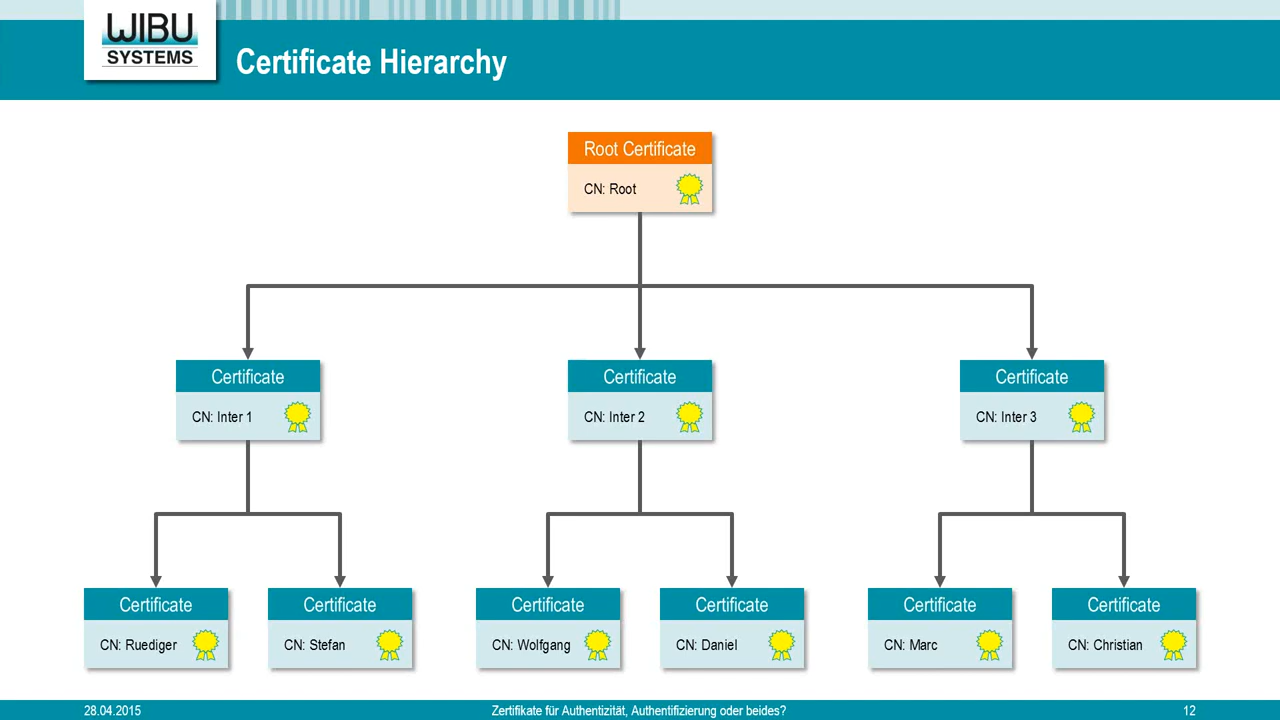 WIBU
SYSTEMS
Certificate Hierarchy
Root Certificate
CN: Root
Certificate
CN: Inter 1
Certificate
CN: Inter 2
Certificate
CN: Inter 3
Certificate
CN: Ruediger
Certificate
CN: Stefan
Certificate
CN: Wolfgang
Certificate
CN: Daniel
Certificate
CN: Marc
Certificate
CN: Christian
28.04.2015
Zertifikate für Authentizität, Authentifizierung oder beides?
12